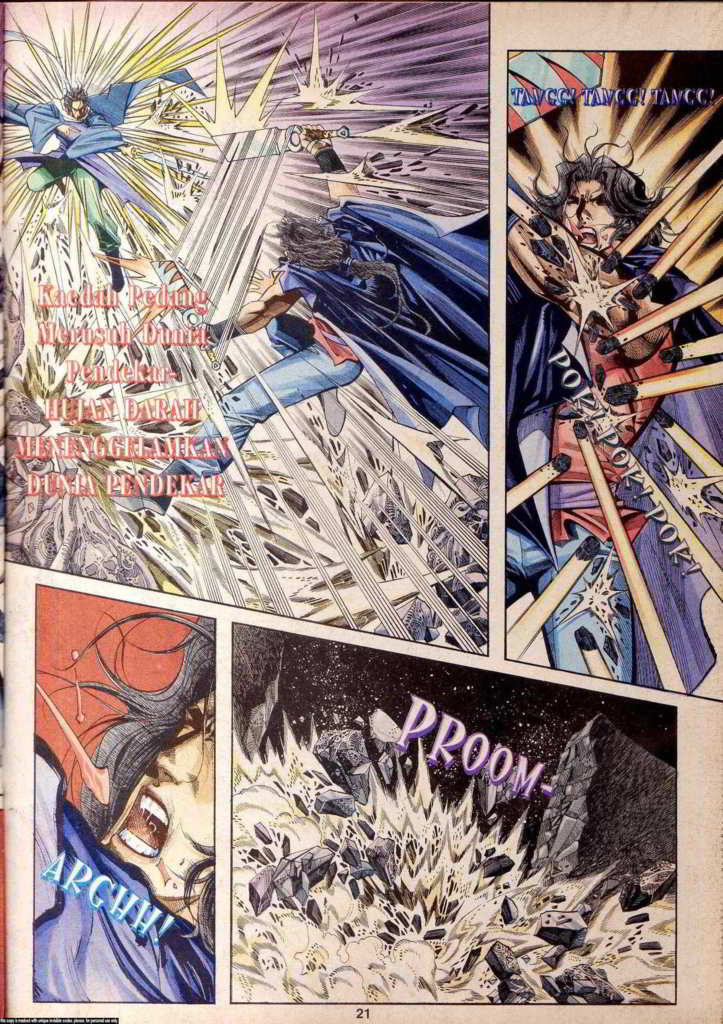 TANGG! TANGG! TANGG!
Kaedah Pedang
Merusuh Dunia
Pendekar-
HUJAN DARAH
MENENGGELAMKAN
DUNIA PENDEKAR
POK! POK! POK!
ARGHH!
PROOM-
21